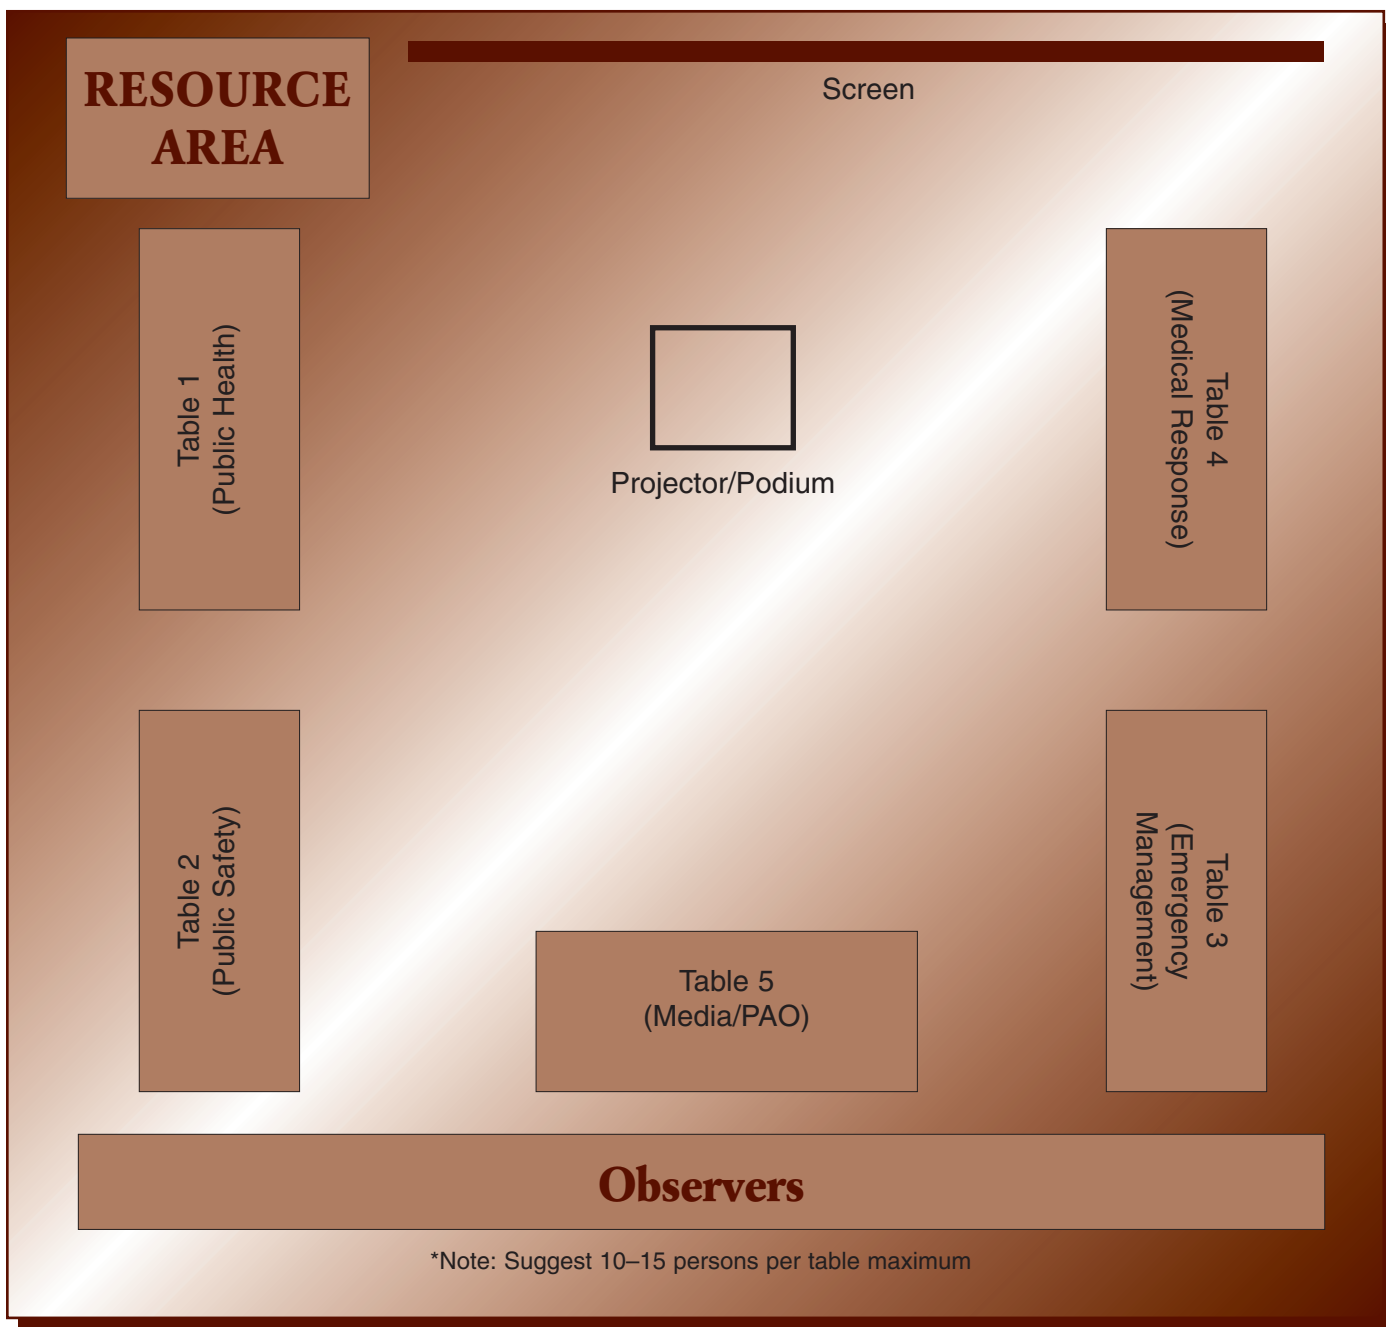 RESOURCE
AREA
Screen
Table 1
(Public Health)
Projector/Podium
Table 4
(Medical Response)
Table 2
(Public Safety)
Table 3
(Emergency
Management)
Table 5
(Media/PAO)
Observers
*Note: Suggest 10–15 persons per table maximum